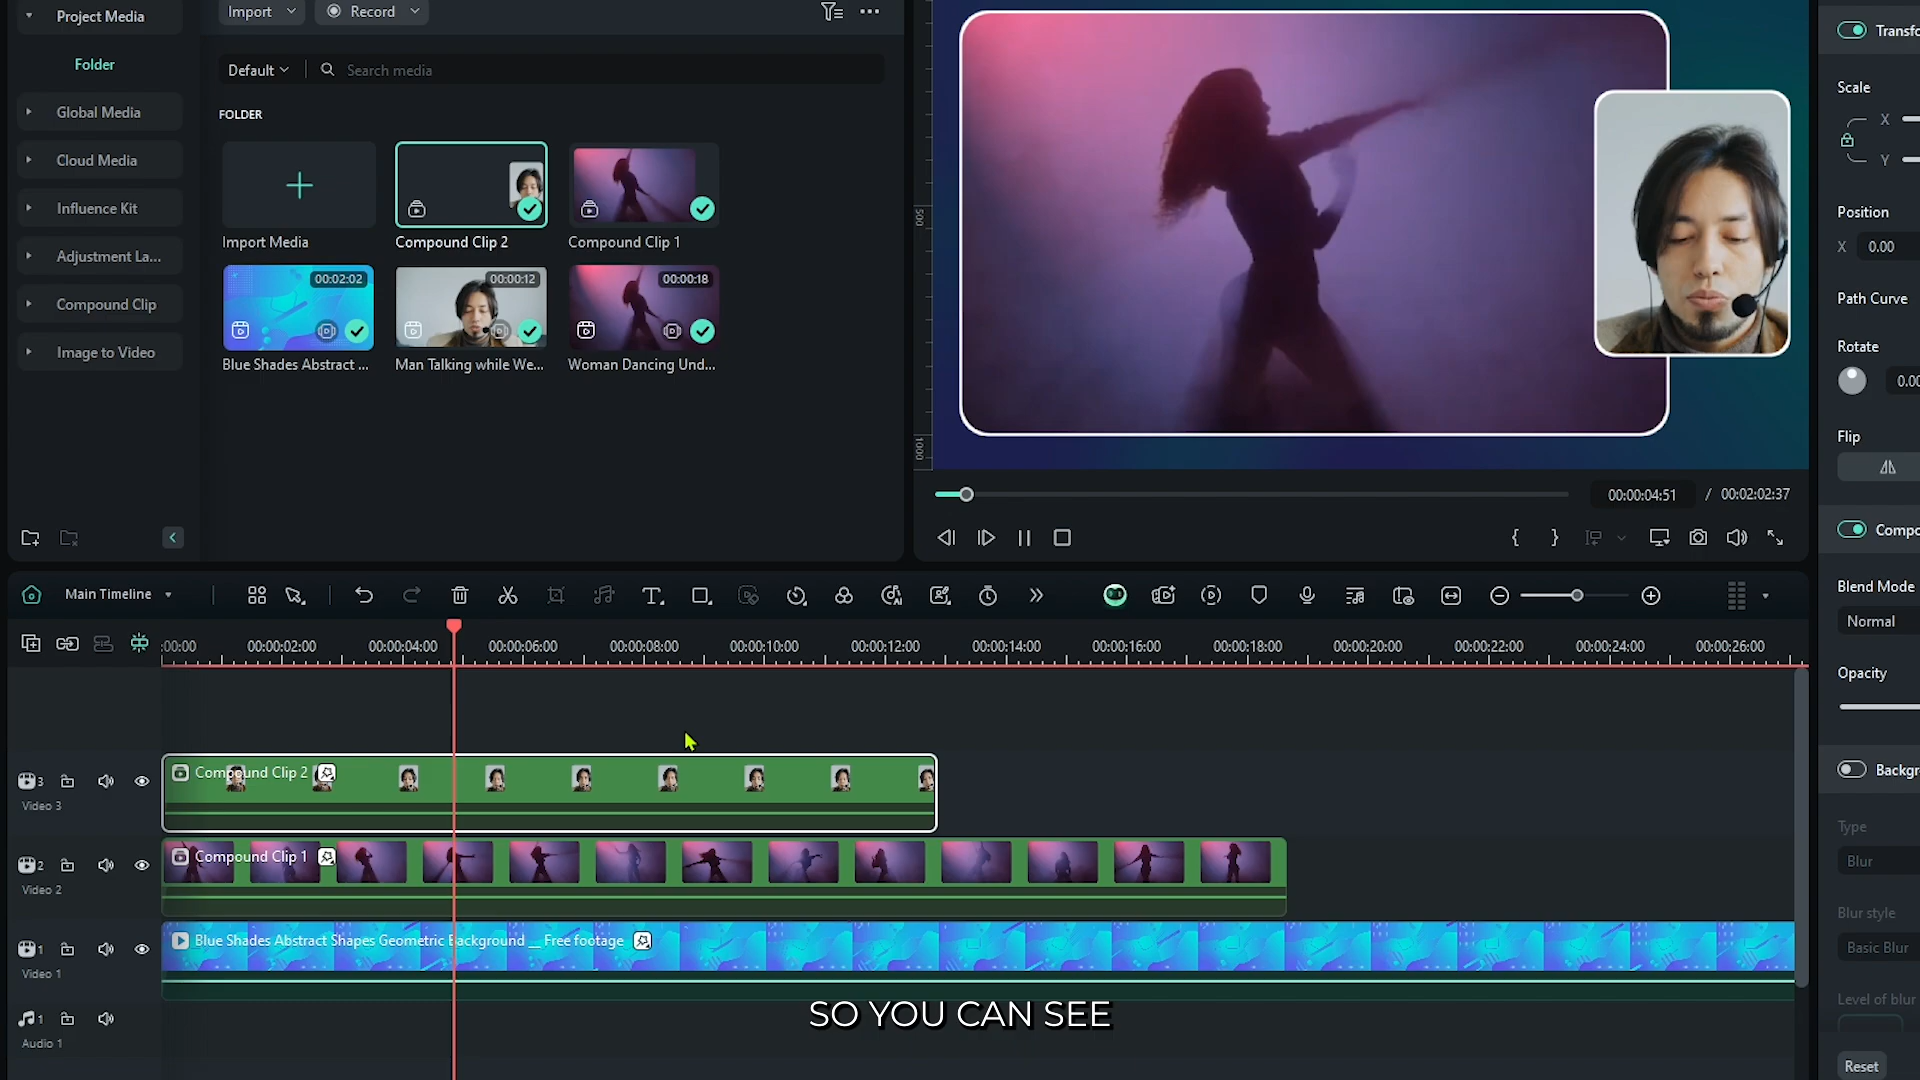 Project Media
Import
Record
Transfo
Folder
Default
Search media
Global Media
Cloud Media
Influence Kit
Adjustment La...
Compound Clip
Image to Video
FOLDER
Import Media
Compound Clip 2
Compound Clip 1
00:02:02
00:00:12
00:00:18
Blue Shades Abstract ...
Man Talking while We...
Woman Dancing Und...
500
1000
00:00:04:51 / 00:02:02:37
Scale
X
Y
Position
X 0.00
Path Curve
Rotate
0.00
Flip
Compo
Blend Mode
Normal
Opacity
Backgr
Type
Blur
Blur style
Basic Blur
Level of blur
Reset
Main Timeline
:00:00 00:00:02:00 00:00:04:00 00:00:06:00 00:00:08:00 00:00:10:00 00:00:12:00 00:00:14:00 00:00:16:00 00:00:18:00 00:00:20:00 00:00:22:00 00:00:24:00 00:00:26:00
3
Video 3
Compound Clip 2
2
Video 2
Compound Clip 1
1
Video 1
Blue Shades Abstract Shapes Geometric Background __ Free footage
1
Audio 1
SO YOU CAN SEE